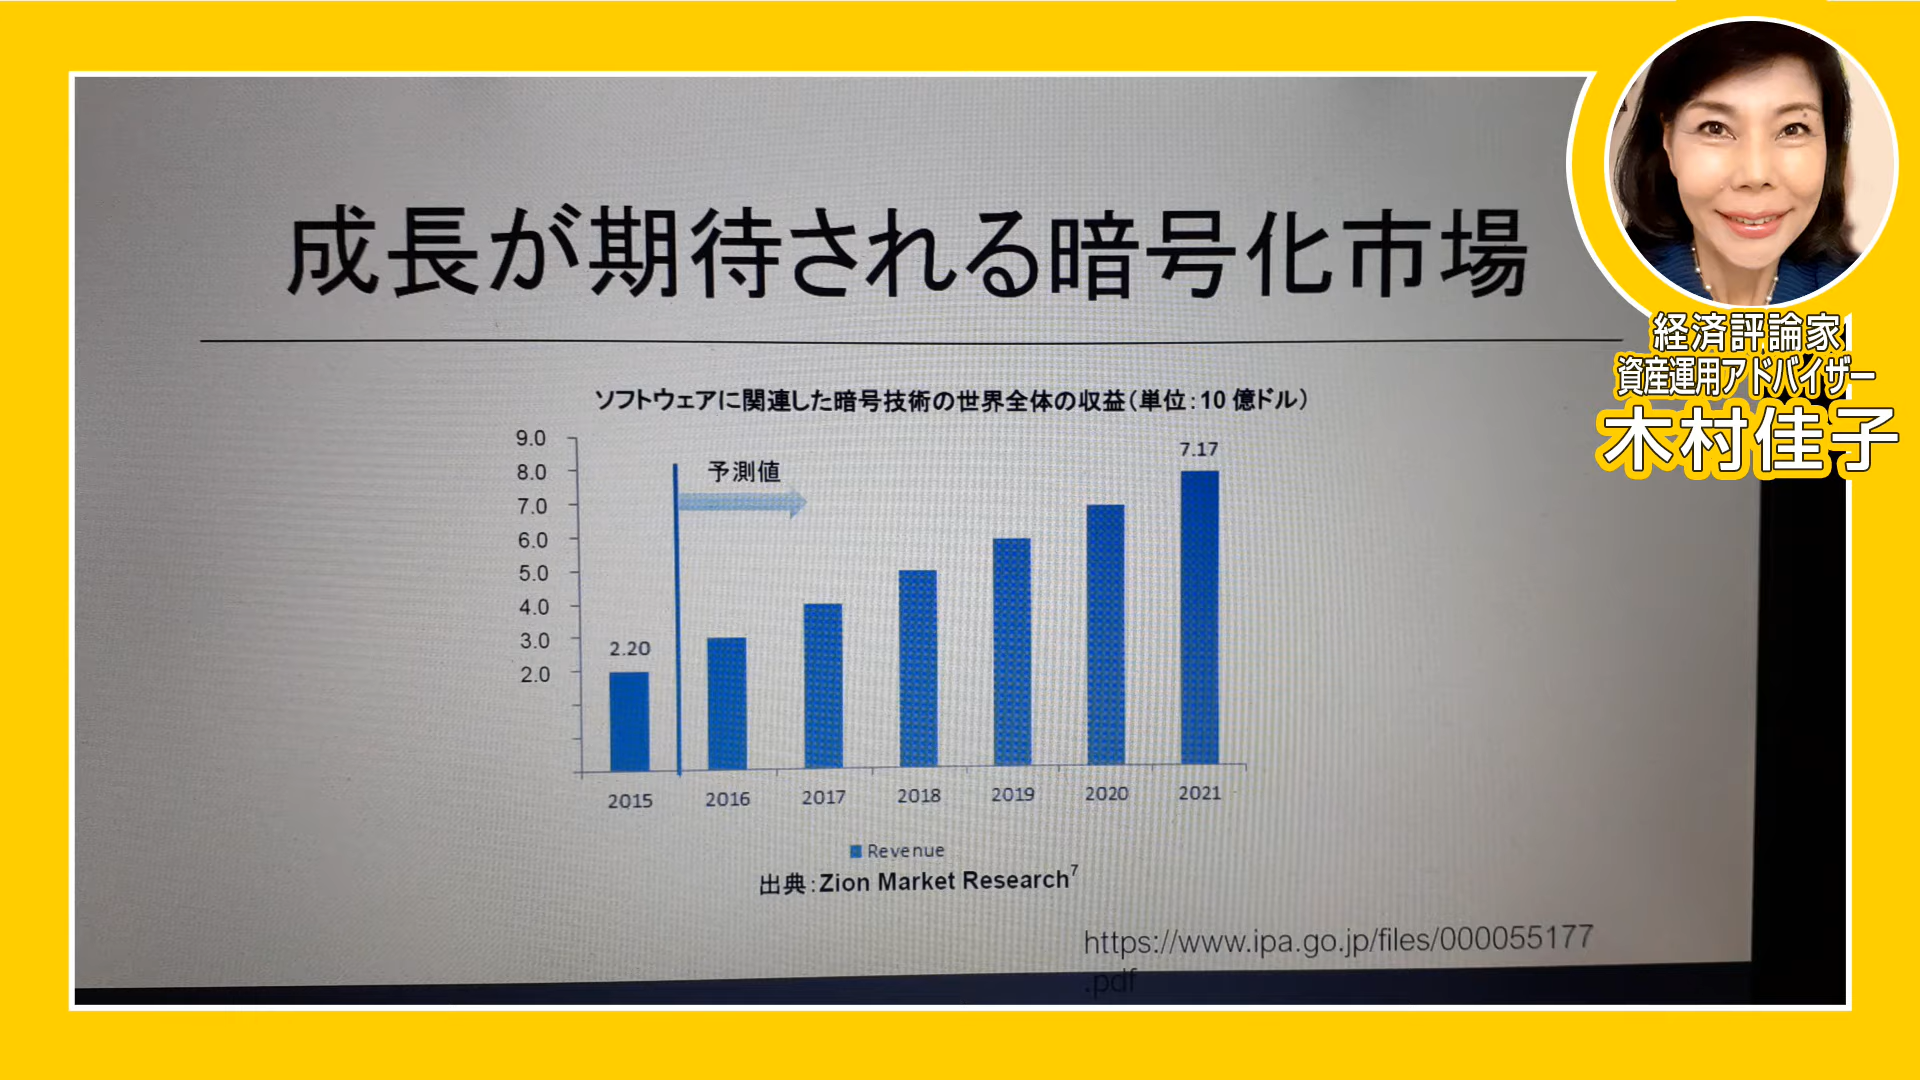 成長が期待される暗号化市場
ソフトウェアに関連した暗号技術の世界全体の収益（単位：10 億ドル）
9.0
8.0
7.0
6.0
5.0
4.0
3.0
2.0
予測値
2.20
7.17
2015
2016
2017
2018
2019
2020
2021
Revenue
出典：Zion Market Research7
https://www.ipa.go.jp/files/000055177
.pdf
経済評論家
資産運用アドバイザー
木村佳子